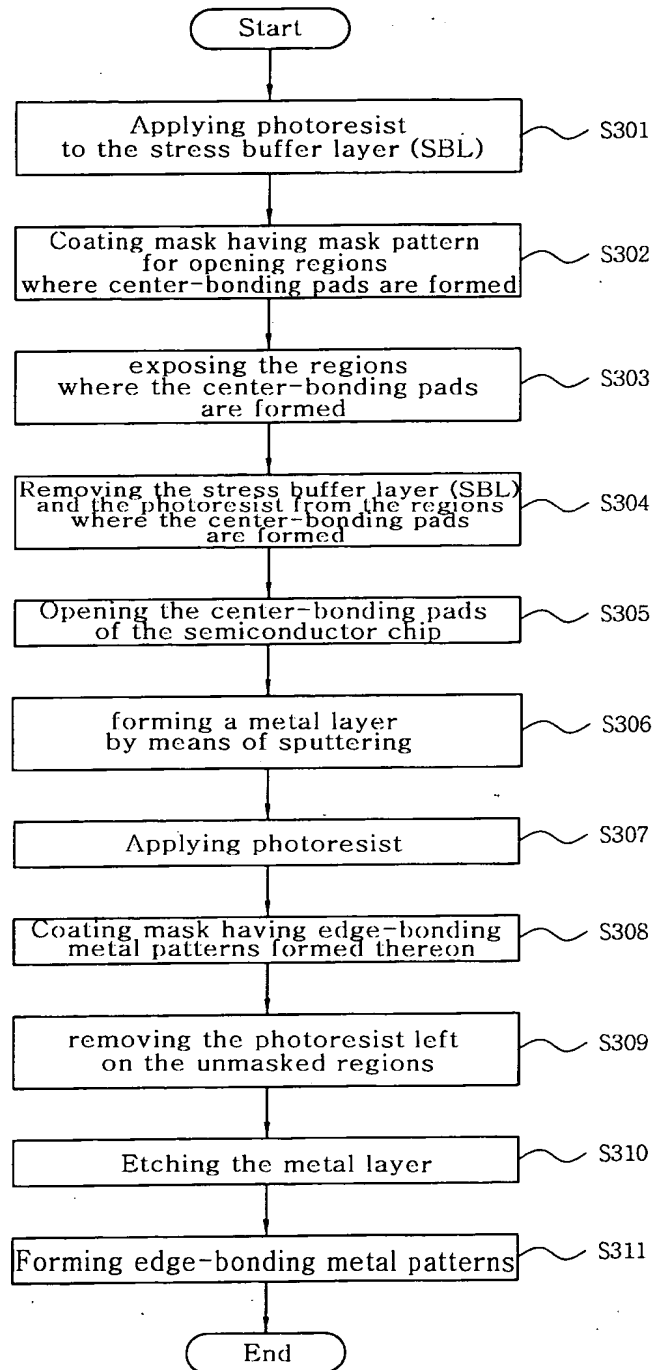 Start
Applying photoresist
to the stress buffer layer (SBL)
S301
Coating mask having mask pattern
for opening regions
where center-bonding pads are formed
S302
exposing the regions
where the center-bonding pads
are formed
S303
Removing the stress buffer layer (SBL)
and the photoresist from the regions
where the center-bonding pads
are formed
S304
Opening the center-bonding pads
of the semiconductor chip
S305
forming a metal layer
by means of sputtering
S306
Applying photoresist
S307
Coating mask having edge-bonding
metal patterns formed thereon
S308
removing the photoresist left
on the unmasked regions
S309
Etching the metal layer
S310
Forming edge-bonding metal patterns
S311
End